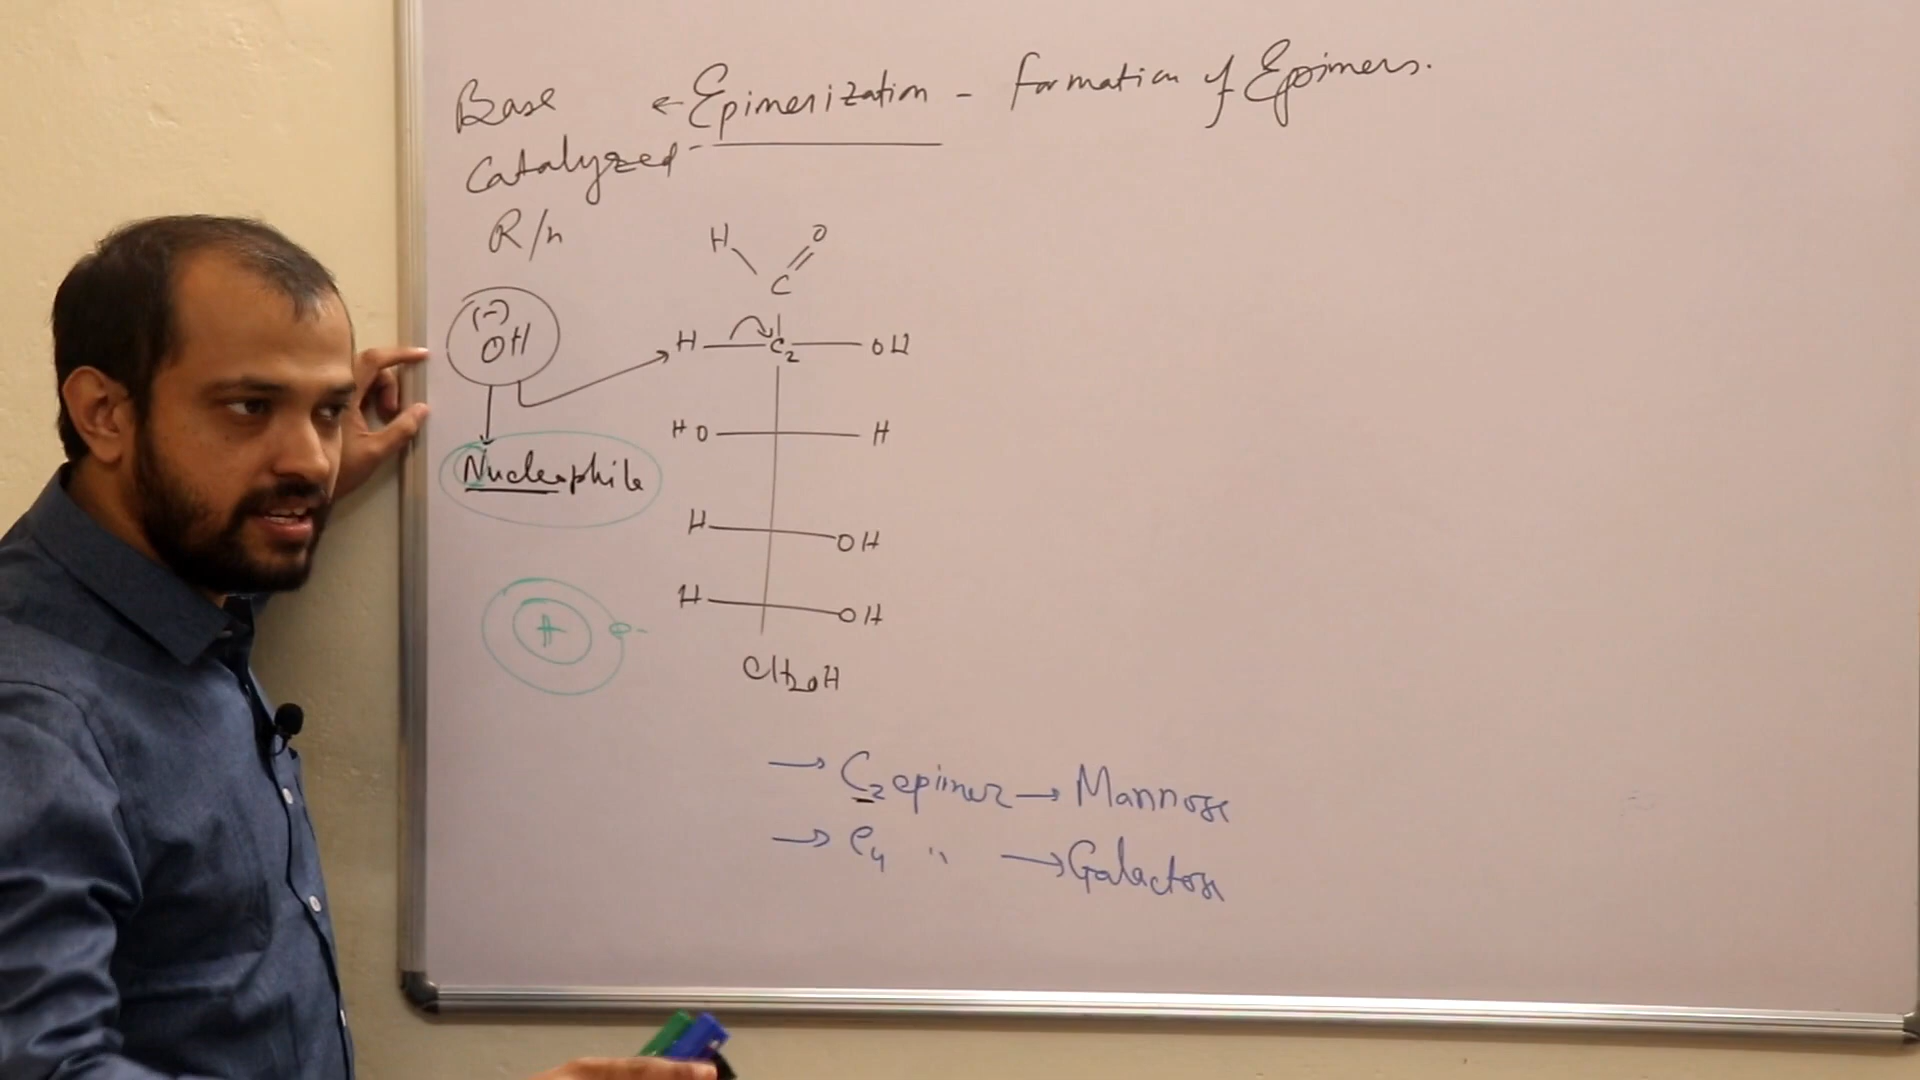 Base ← Epimerization - formation of Epimers.
Catalyzed
R/n
H O
C
(-)
OH
H C2 OH
HO H
Nucleophile
H OH
+ e-
H OH
CH2OH
→ C2 epimer → Mannose
→ C4 " → Galactose